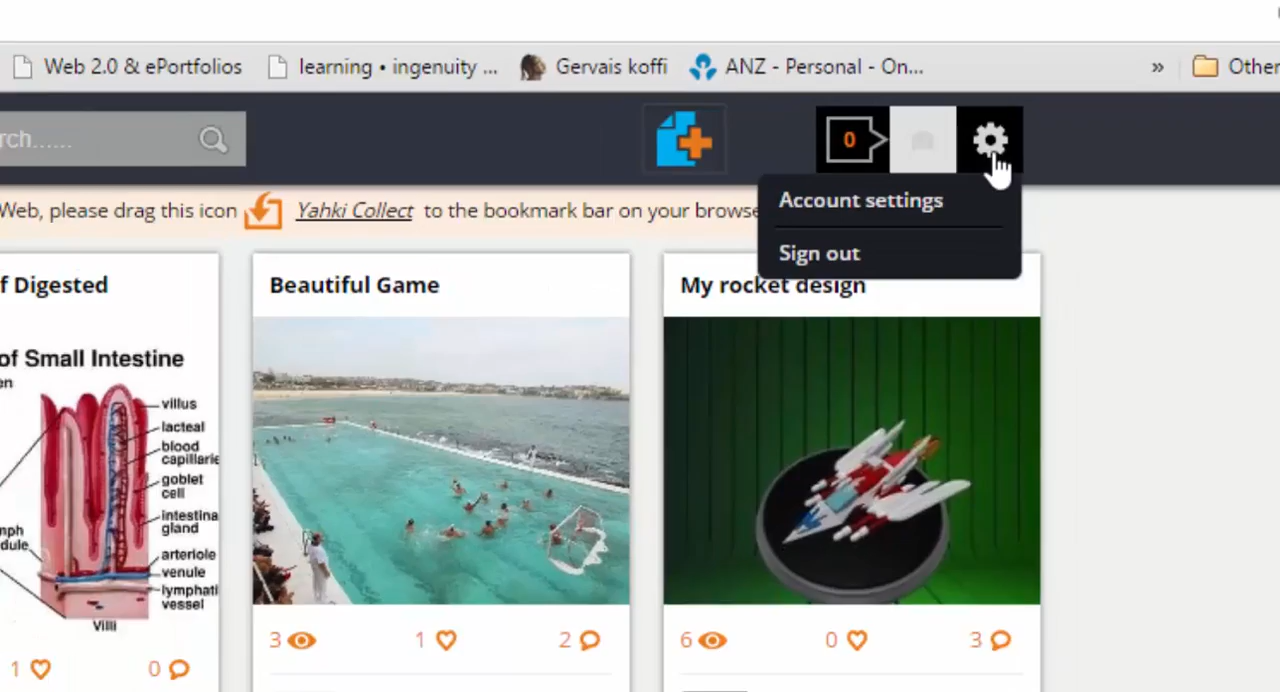 Web 2.0 & ePortfolios
learning • ingenuity ...
Gervais koffi
ANZ - Personal - On...
»
Other
rch......
0
Account settings
Sign out
Web, please drag this icon
Yahki Collect to the bookmark bar on your browse
f Digested
Beautiful Game
My rocket design
of Small Intestine
en
villus
lacteal
blood
capillarie
goblet
cell
intestina
gland
mph
dule
arteriole
venule
lymphati
vessel
Villi
1
0
3
1
2
6
0
3